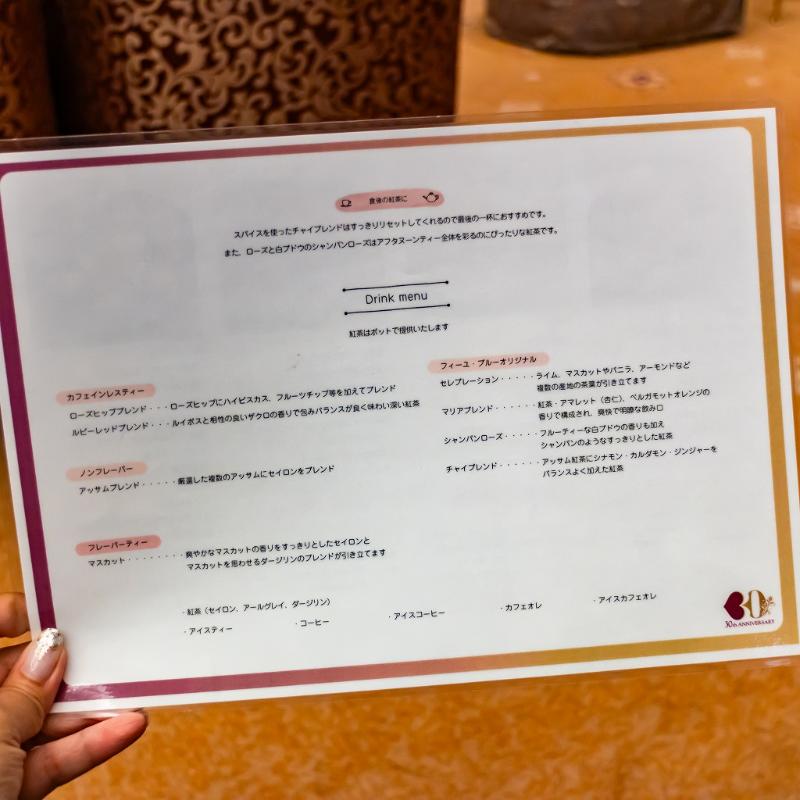 食後の紅茶に
スパイスを使ったチャイブレンドはすっきりリセットしてくれるので最後の一杯におすすめです。
また、ローズと白ブドウのシャンパンローズはアフタヌーンティー全体を彩るのにぴったりな紅茶です。
Drink menu
紅茶はポットで提供いたします
カフェインレスティー
ローズヒップブレンド・・・ローズヒップにハイビスカス、フルーツチップ等を加えてブレンド
ルビーレッドブレンド・・・ルイボスと相性の良いザクロの香りで包みバランスが良く味わい深い紅茶
ノンフレーバー
アッサムブレンド・・・・・厳選した複数のアッサムにセイロンをブレンド
フレーバーティー
マスカット・・・・・・・・爽やかなマスカットの香りをすっきりとしたセイロンと
マスカットを思わせるダージリンのブレンドが引き立てます
フィーユ・ブルーオリジナル
セレブレーション・・・・・ライム、マスカットやバニラ、アーモンドなど
複数の産地の茶葉が引き立てます
マリアブレンド・・・・・・紅茶・アマレット（杏仁）、ベルガモットオレンジの
香りで構成され、爽快で明瞭な飲み口
シャンパンローズ・・・・・フルーティーな白ブドウの香りも加え
シャンパンのようなすっきりとした紅茶
チャイブレンド・・・・・・アッサム紅茶にシナモン・カルダモン・ジンジャーを
バランスよく加えた紅茶
・紅茶（セイロン、アールグレイ、ダージリン）
・アイスティー
・コーヒー
・アイスコーヒー
・カフェオレ
・アイスカフェオレ
30
30th ANNIVERSARY